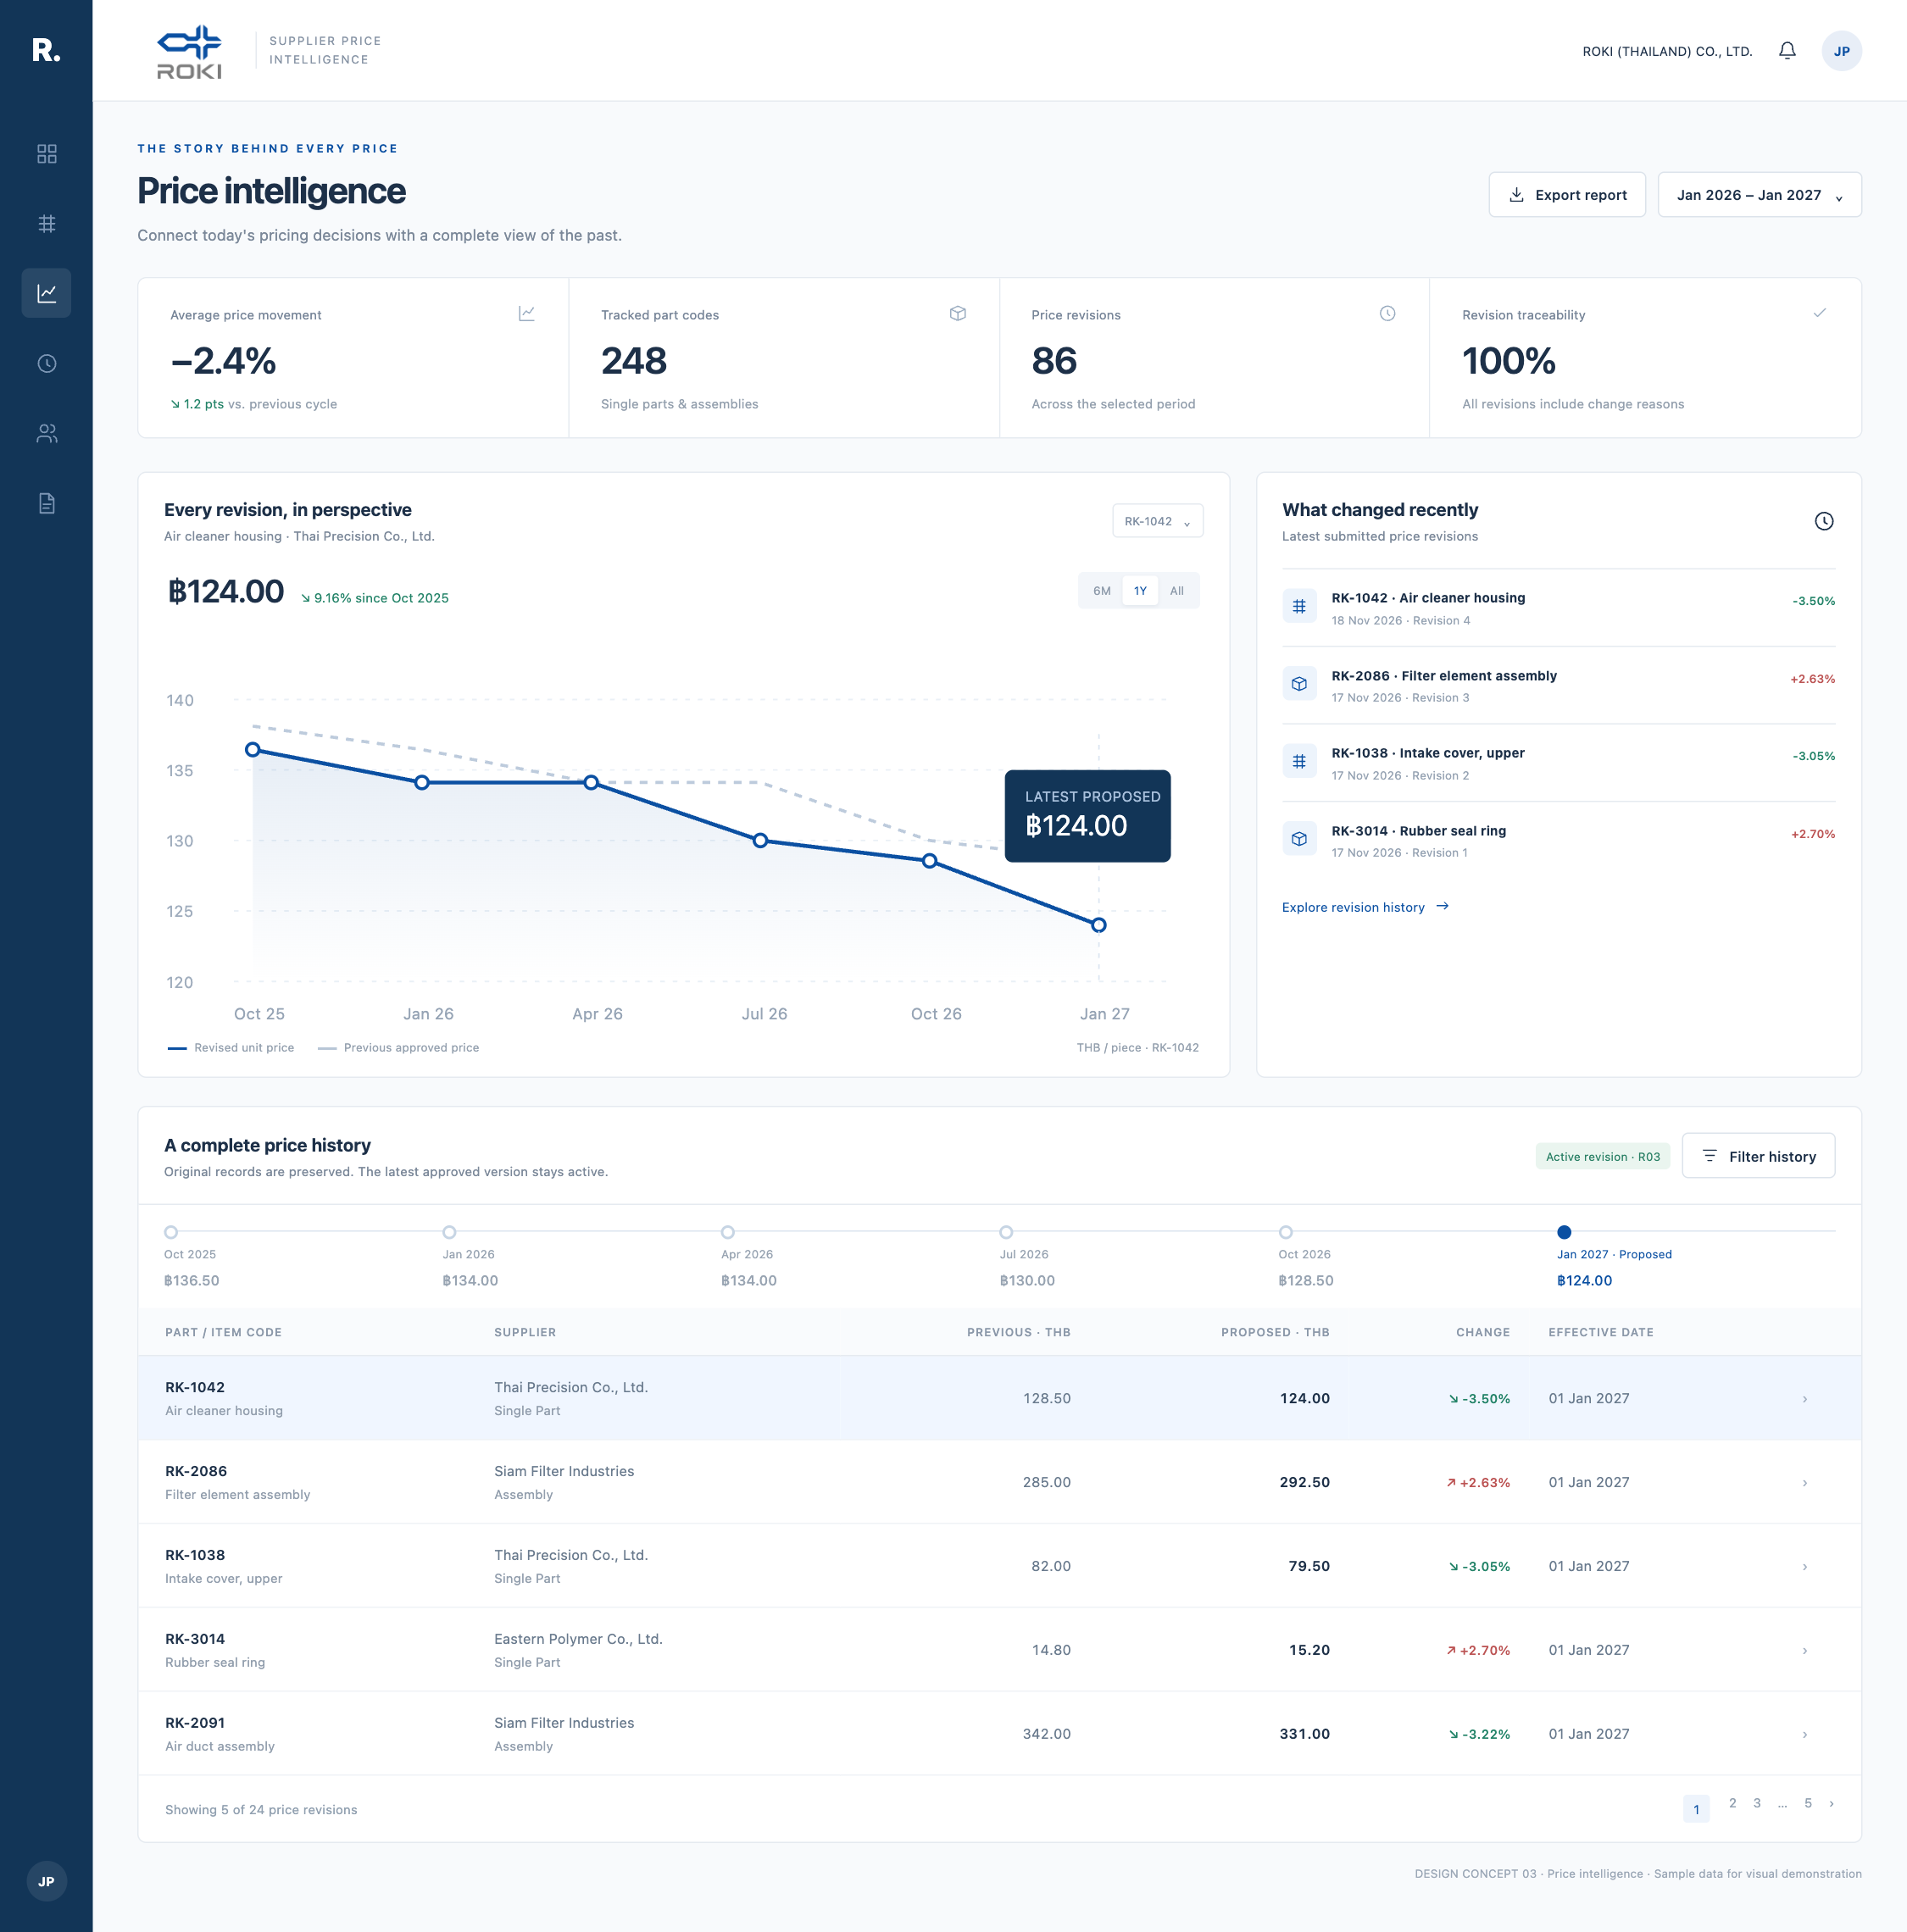 R.
ROKI
SUPPLIER PRICE
INTELLIGENCE
ROKI (THAILAND) CO., LTD.
JP
THE STORY BEHIND EVERY PRICE
Price intelligence
Connect today's pricing decisions with a complete view of the past.
Export report
Jan 2026 – Jan 2027
Average price movement
–2.4%
↘ 1.2 pts vs. previous cycle
Tracked part codes
248
Single parts & assemblies
Price revisions
86
Across the selected period
Revision traceability
100%
All revisions include change reasons
Every revision, in perspective
Air cleaner housing · Thai Precision Co., Ltd.
RK-1042
฿124.00
↘ 9.16% since Oct 2025
6M 1Y All
140
135
130
125
120
LATEST PROPOSED
฿124.00
Oct 25 Jan 26 Apr 26 Jul 26 Oct 26 Jan 27
Revised unit price
Previous approved price
THB / piece · RK-1042
What changed recently
Latest submitted price revisions
RK-1042 · Air cleaner housing
18 Nov 2026 · Revision 4
-3.50%
RK-2086 · Filter element assembly
17 Nov 2026 · Revision 3
+2.63%
RK-1038 · Intake cover, upper
17 Nov 2026 · Revision 2
-3.05%
RK-3014 · Rubber seal ring
17 Nov 2026 · Revision 1
+2.70%
Explore revision history →
A complete price history
Original records are preserved. The latest approved version stays active.
Active revision · R03
Filter history
Oct 2025
฿136.50
Jan 2026
฿134.00
Apr 2026
฿134.00
Jul 2026
฿130.00
Oct 2026
฿128.50
Jan 2027 · Proposed
฿124.00
PART / ITEM CODE SUPPLIER PREVIOUS · THB PROPOSED · THB CHANGE EFFECTIVE DATE
RK-1042 Thai Precision Co., Ltd. 128.50 124.00 ↘ -3.50% 01 Jan 2027 ›
Air cleaner housing Single Part
RK-2086 Siam Filter Industries 285.00 292.50 ↗ +2.63% 01 Jan 2027 ›
Filter element assembly Assembly
RK-1038 Thai Precision Co., Ltd. 82.00 79.50 ↘ -3.05% 01 Jan 2027 ›
Intake cover, upper Single Part
RK-3014 Eastern Polymer Co., Ltd. 14.80 15.20 ↗ +2.70% 01 Jan 2027 ›
Rubber seal ring Single Part
RK-2091 Siam Filter Industries 342.00 331.00 ↘ -3.22% 01 Jan 2027 ›
Air duct assembly Assembly
Showing 5 of 24 price revisions
1 2 3 … 5 ›
JP
DESIGN CONCEPT 03 · Price intelligence · Sample data for visual demonstration